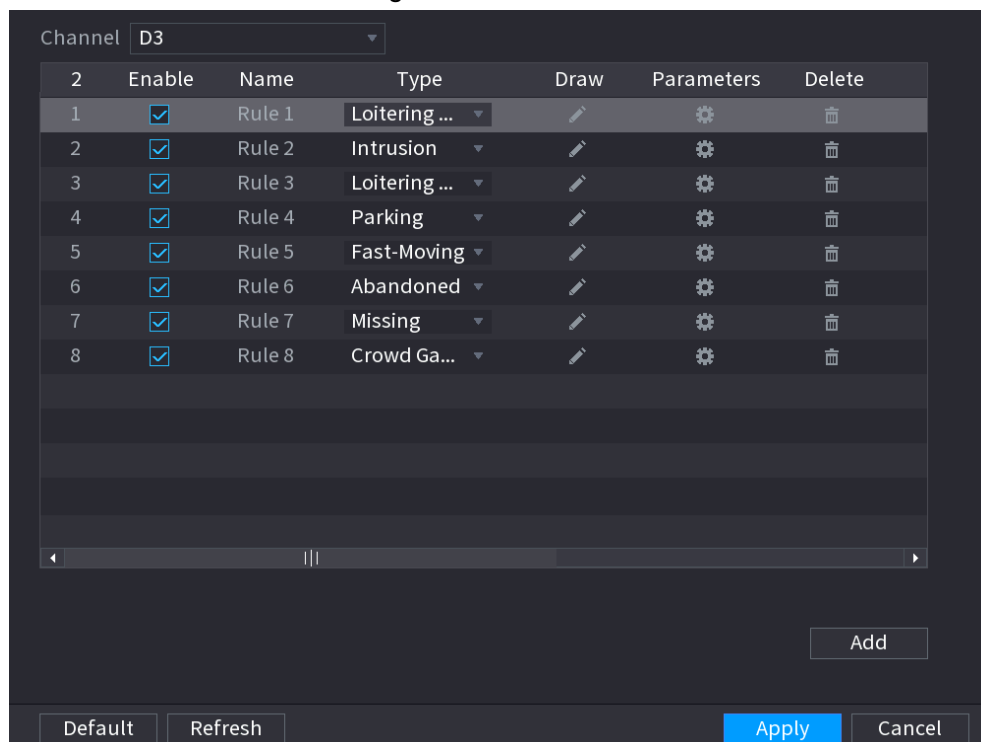 Channel D3
2 Enable Name Type Draw Parameters Delete
1 Rule 1 Loitering ...
2 Rule 2 Intrusion
3 Rule 3 Loitering ...
4 Rule 4 Parking
5 Rule 5 Fast-Moving
6 Rule 6 Abandoned
7 Rule 7 Missing
8 Rule 8 Crowd Ga...
Add
Default Refresh Apply Cancel